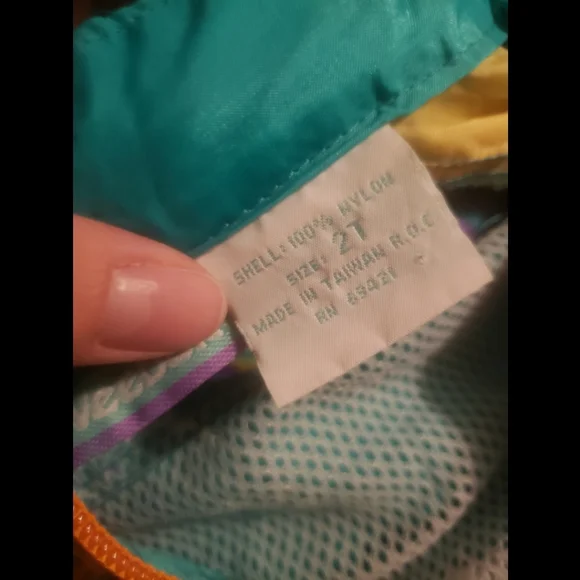 SHELL: 100% NYLON
SIZE: 2T
MADE IN TAIWAN R.O.C
RN 69421